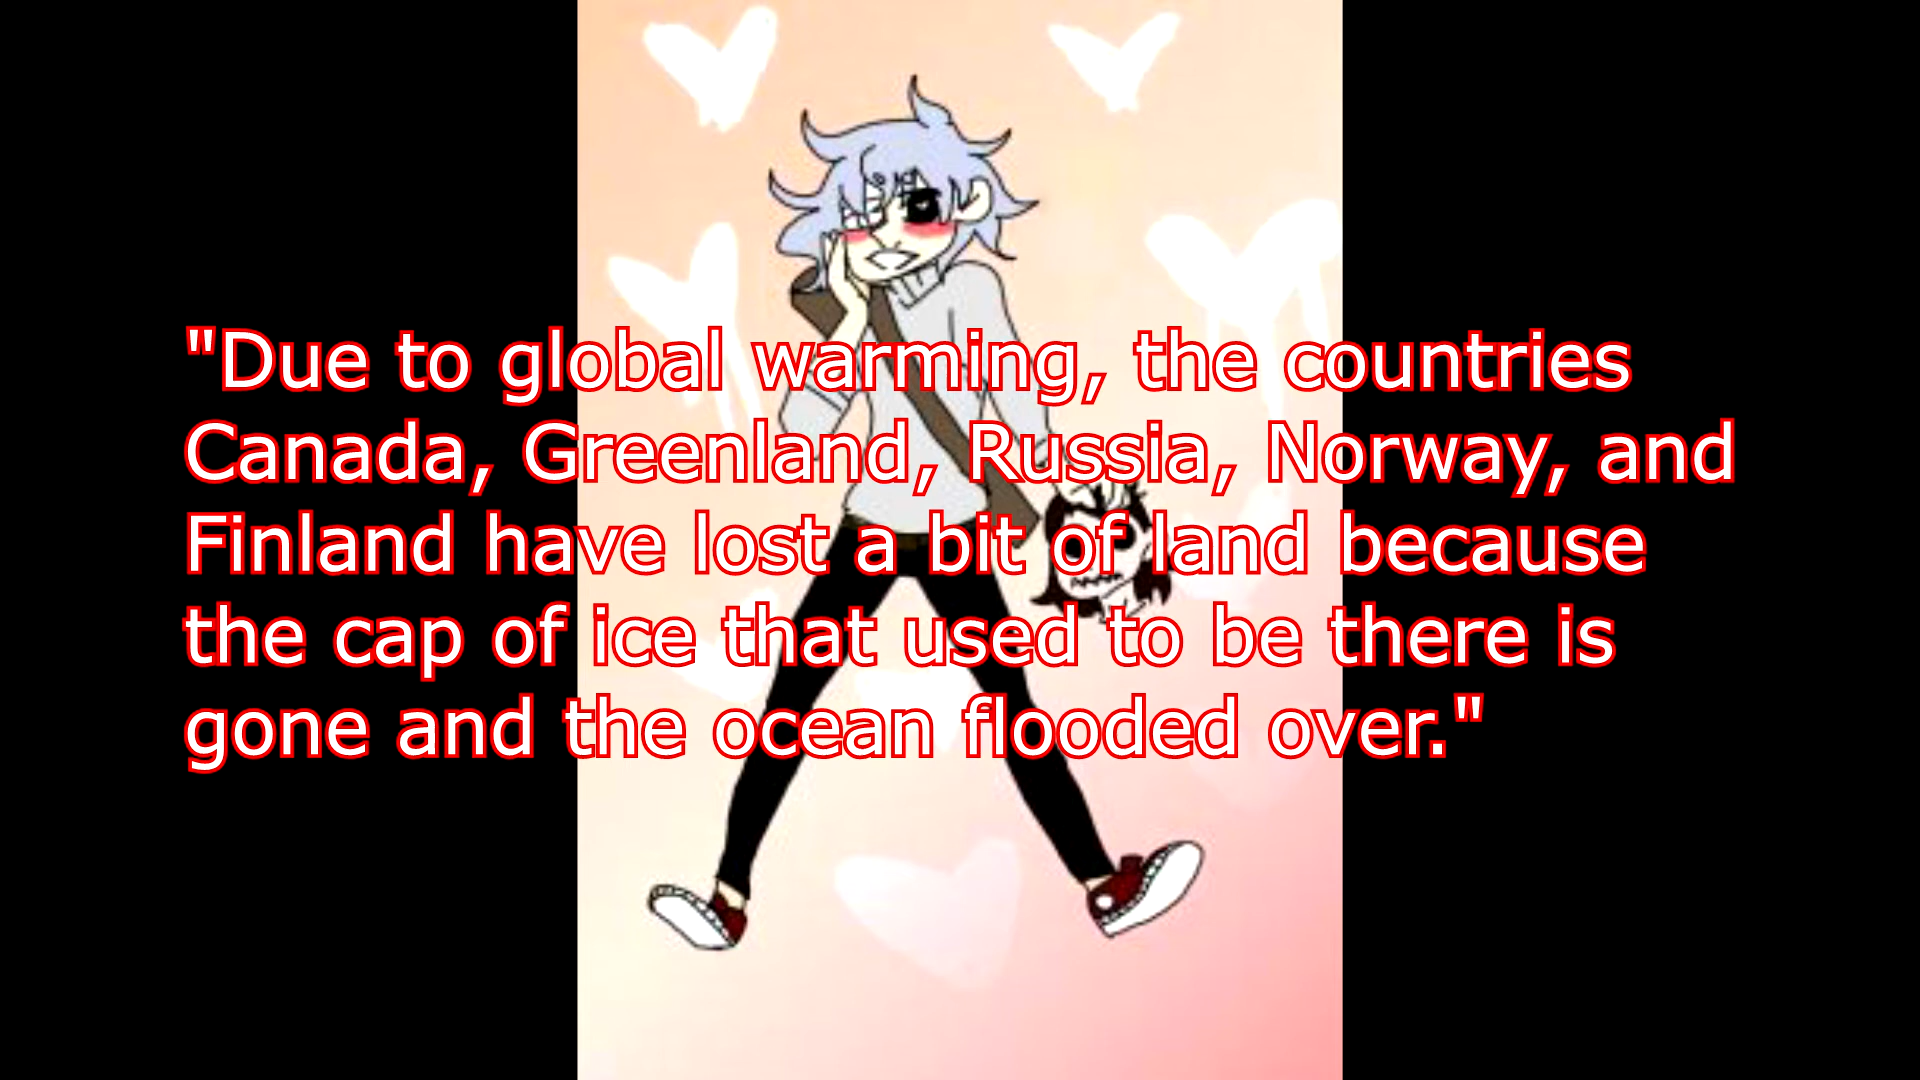 "Due to global warming, the countries
Canada, Greenland, Russia, Norway, and
Finland have lost a bit of land because
the cap of ice that used to be there is
gone and the ocean flooded over."